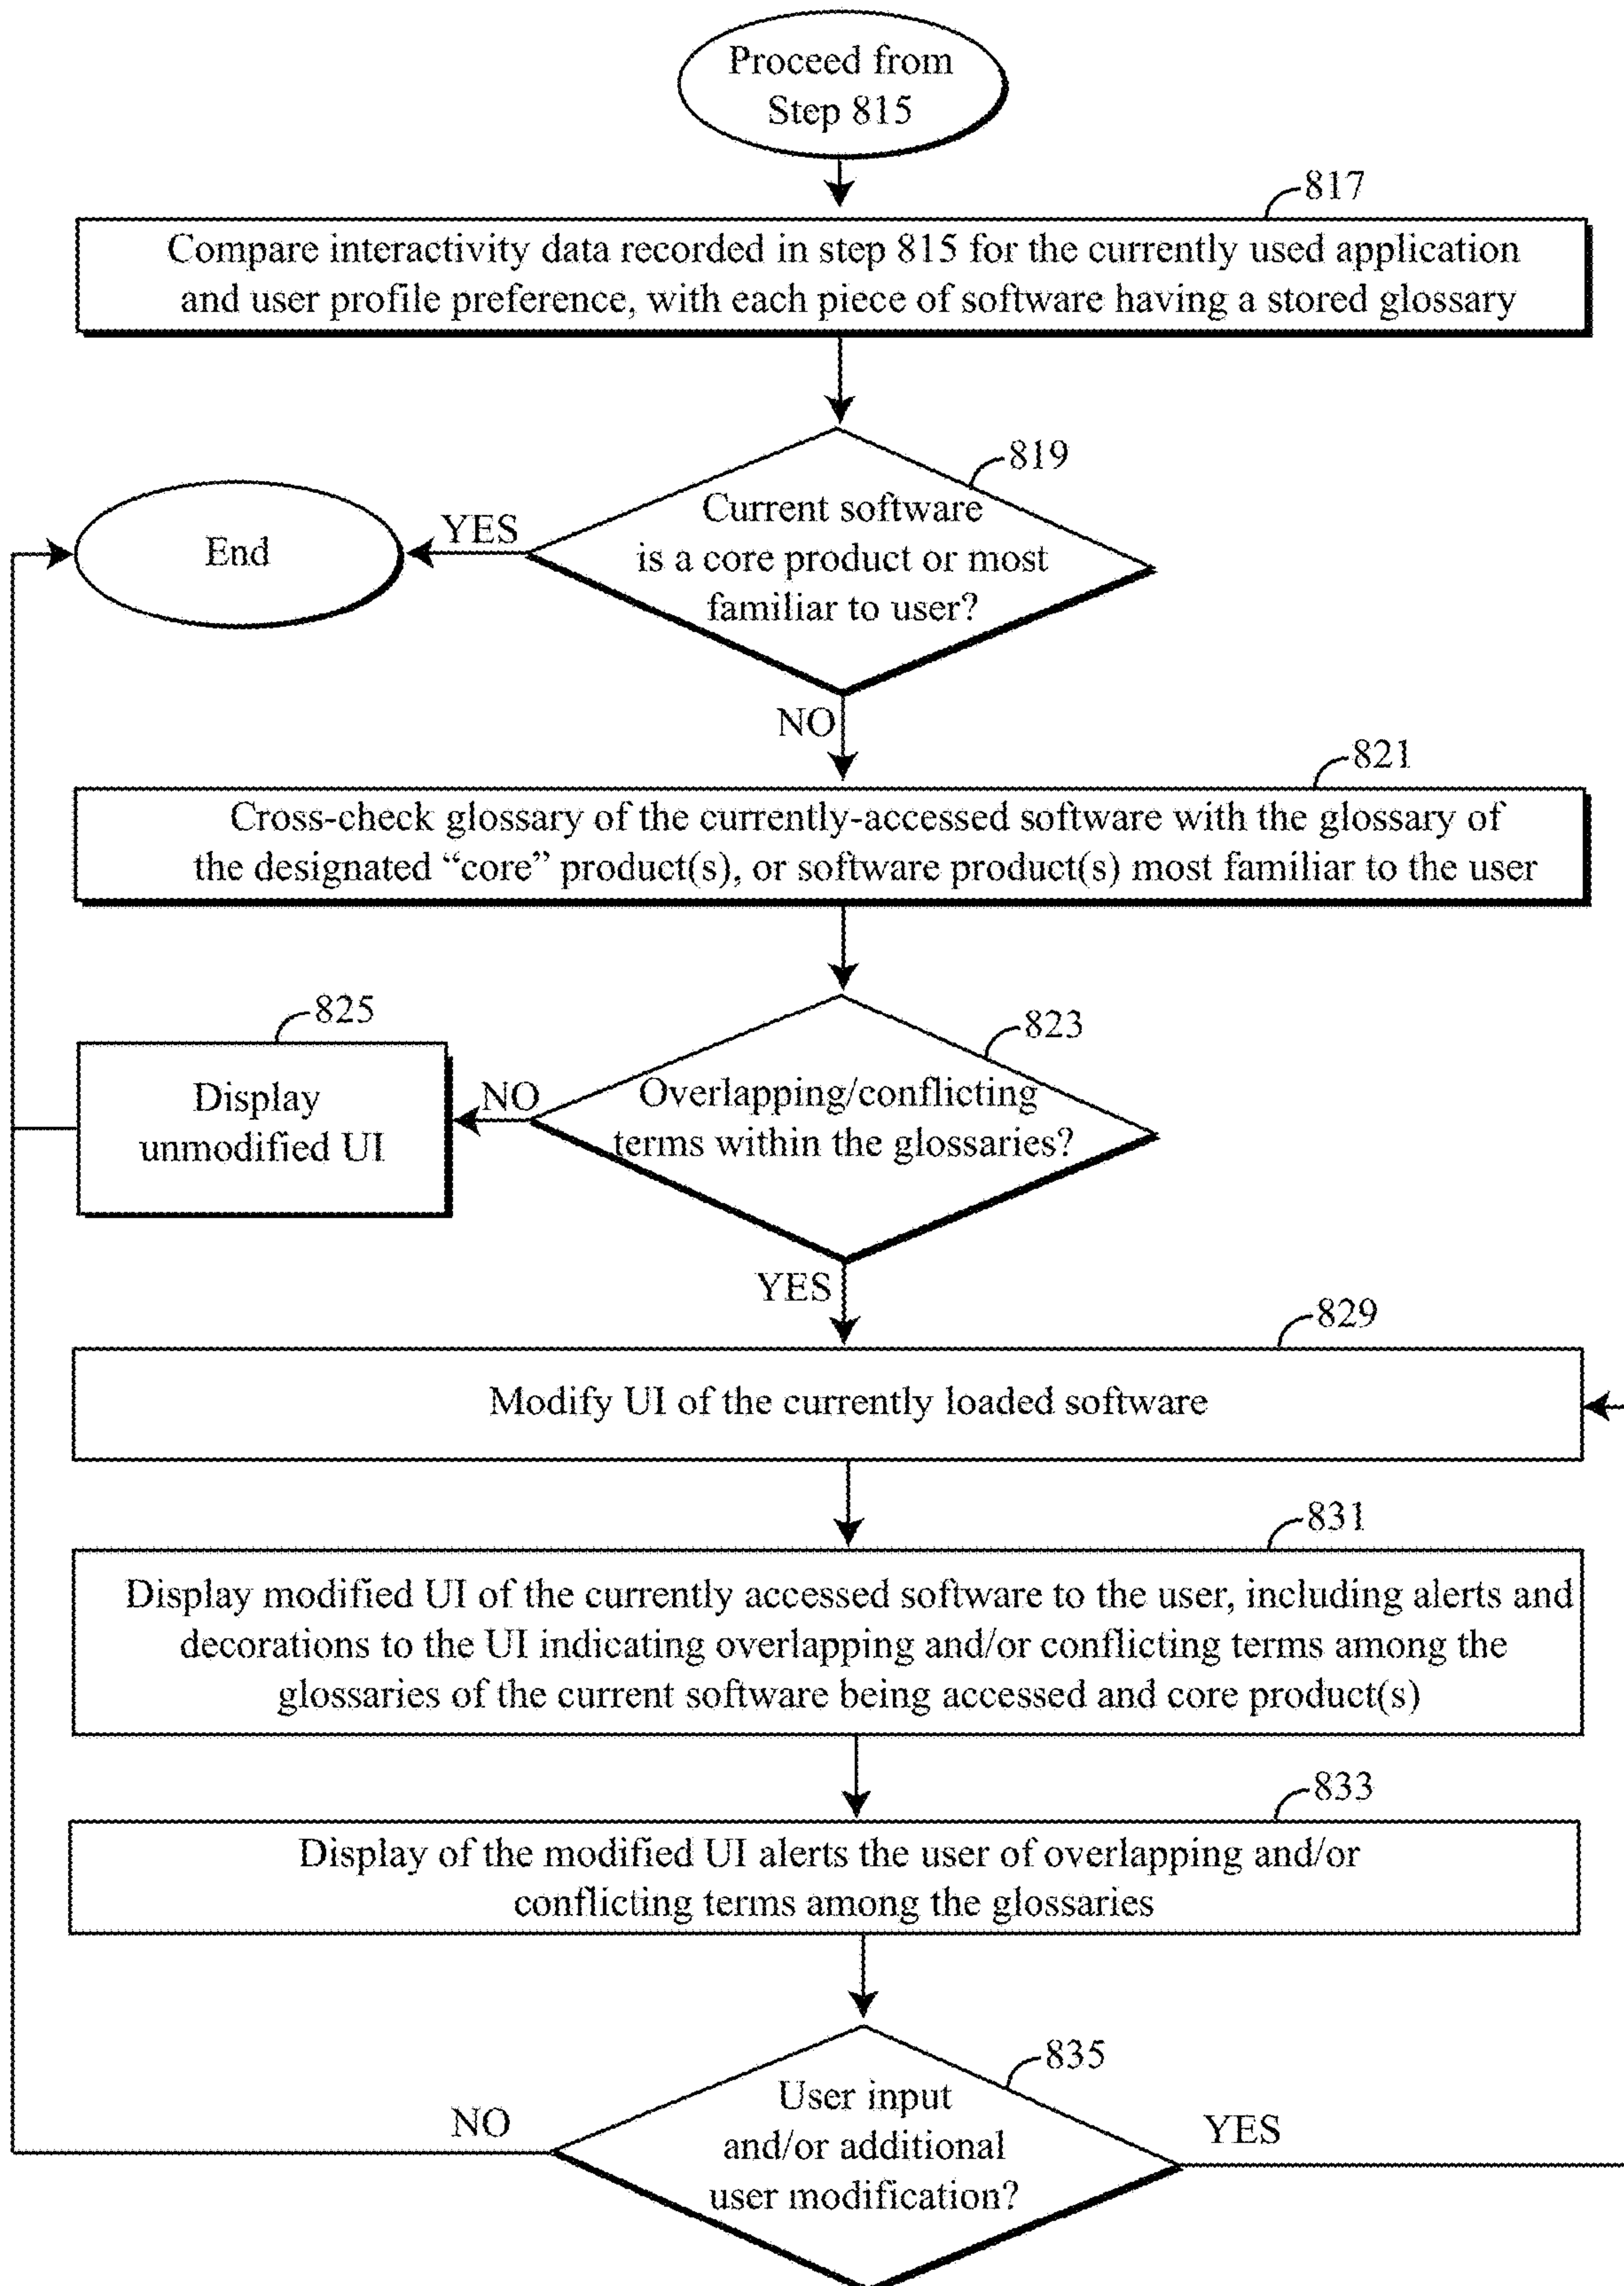 Proceed from
Step 815
817
Compare interactivity data recorded in step 815 for the currently used application
and user profile preference, with each piece of software having a stored glossary
819
Current software
is a core product or most
familiar to user?
YES
End
NO
821
Cross-check glossary of the currently-accessed software with the glossary of
the designated “core” product(s), or software product(s) most familiar to the user
823
Overlapping/conflicting
terms within the glossaries?
NO
825
Display
unmodified UI
YES
829
Modify UI of the currently loaded software
831
Display modified UI of the currently accessed software to the user, including alerts and
decorations to the UI indicating overlapping and/or conflicting terms among the
glossaries of the current software being accessed and core product(s)
833
Display of the modified UI alerts the user of overlapping and/or
conflicting terms among the glossaries
835
User input
and/or additional
user modification?
NO
YES